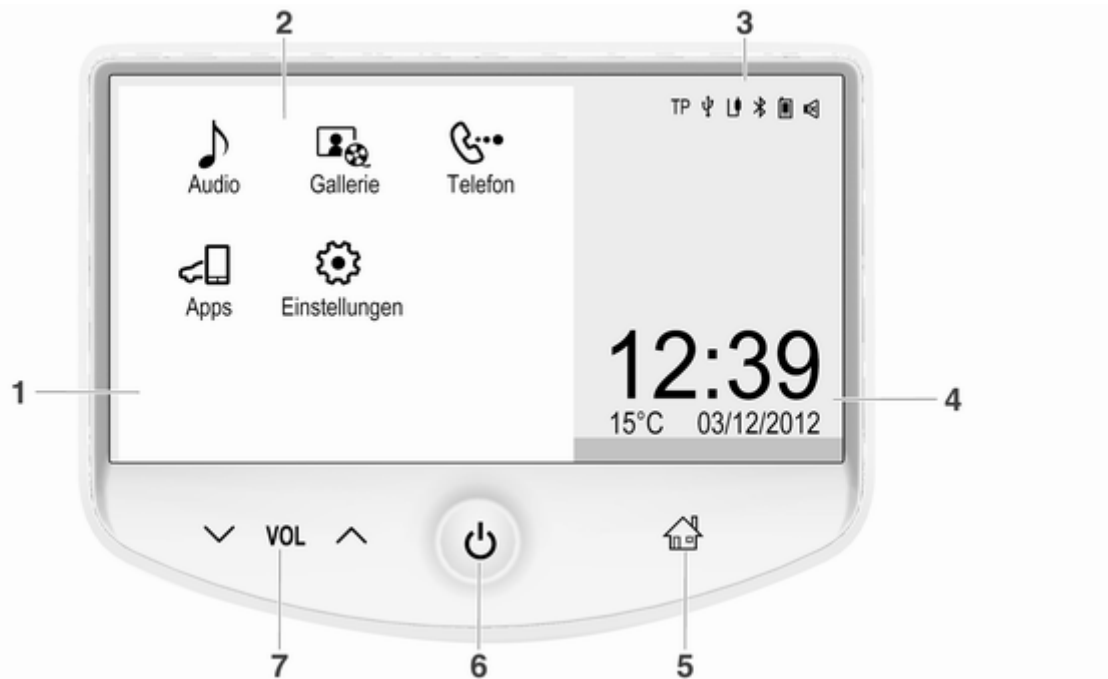 2
3
TP
Audio
Gallerie
Telefon
Apps
Einstellungen
1
12:39
4
15°C 03/12/2012
VOL
7
6
5